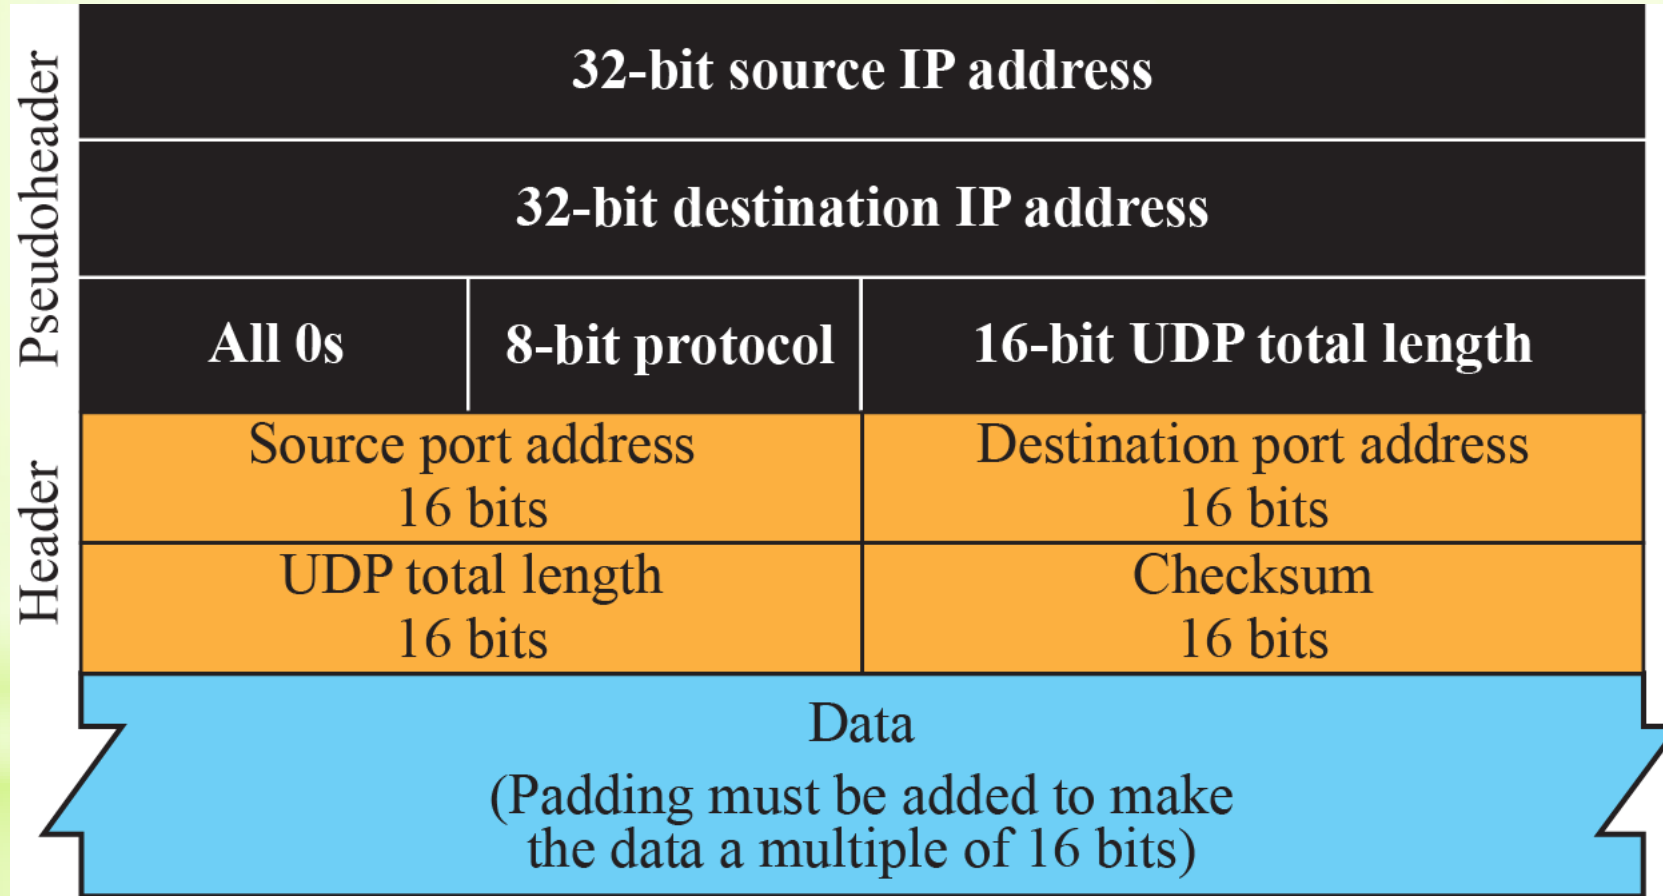 Pseudoheader
32-bit source IP address
32-bit destination IP address
All 0s
8-bit protocol
16-bit UDP total length
Header
Source port address
16 bits
Destination port address
16 bits
UDP total length
16 bits
Checksum
16 bits
Data
(Padding must be added to make
the data a multiple of 16 bits)